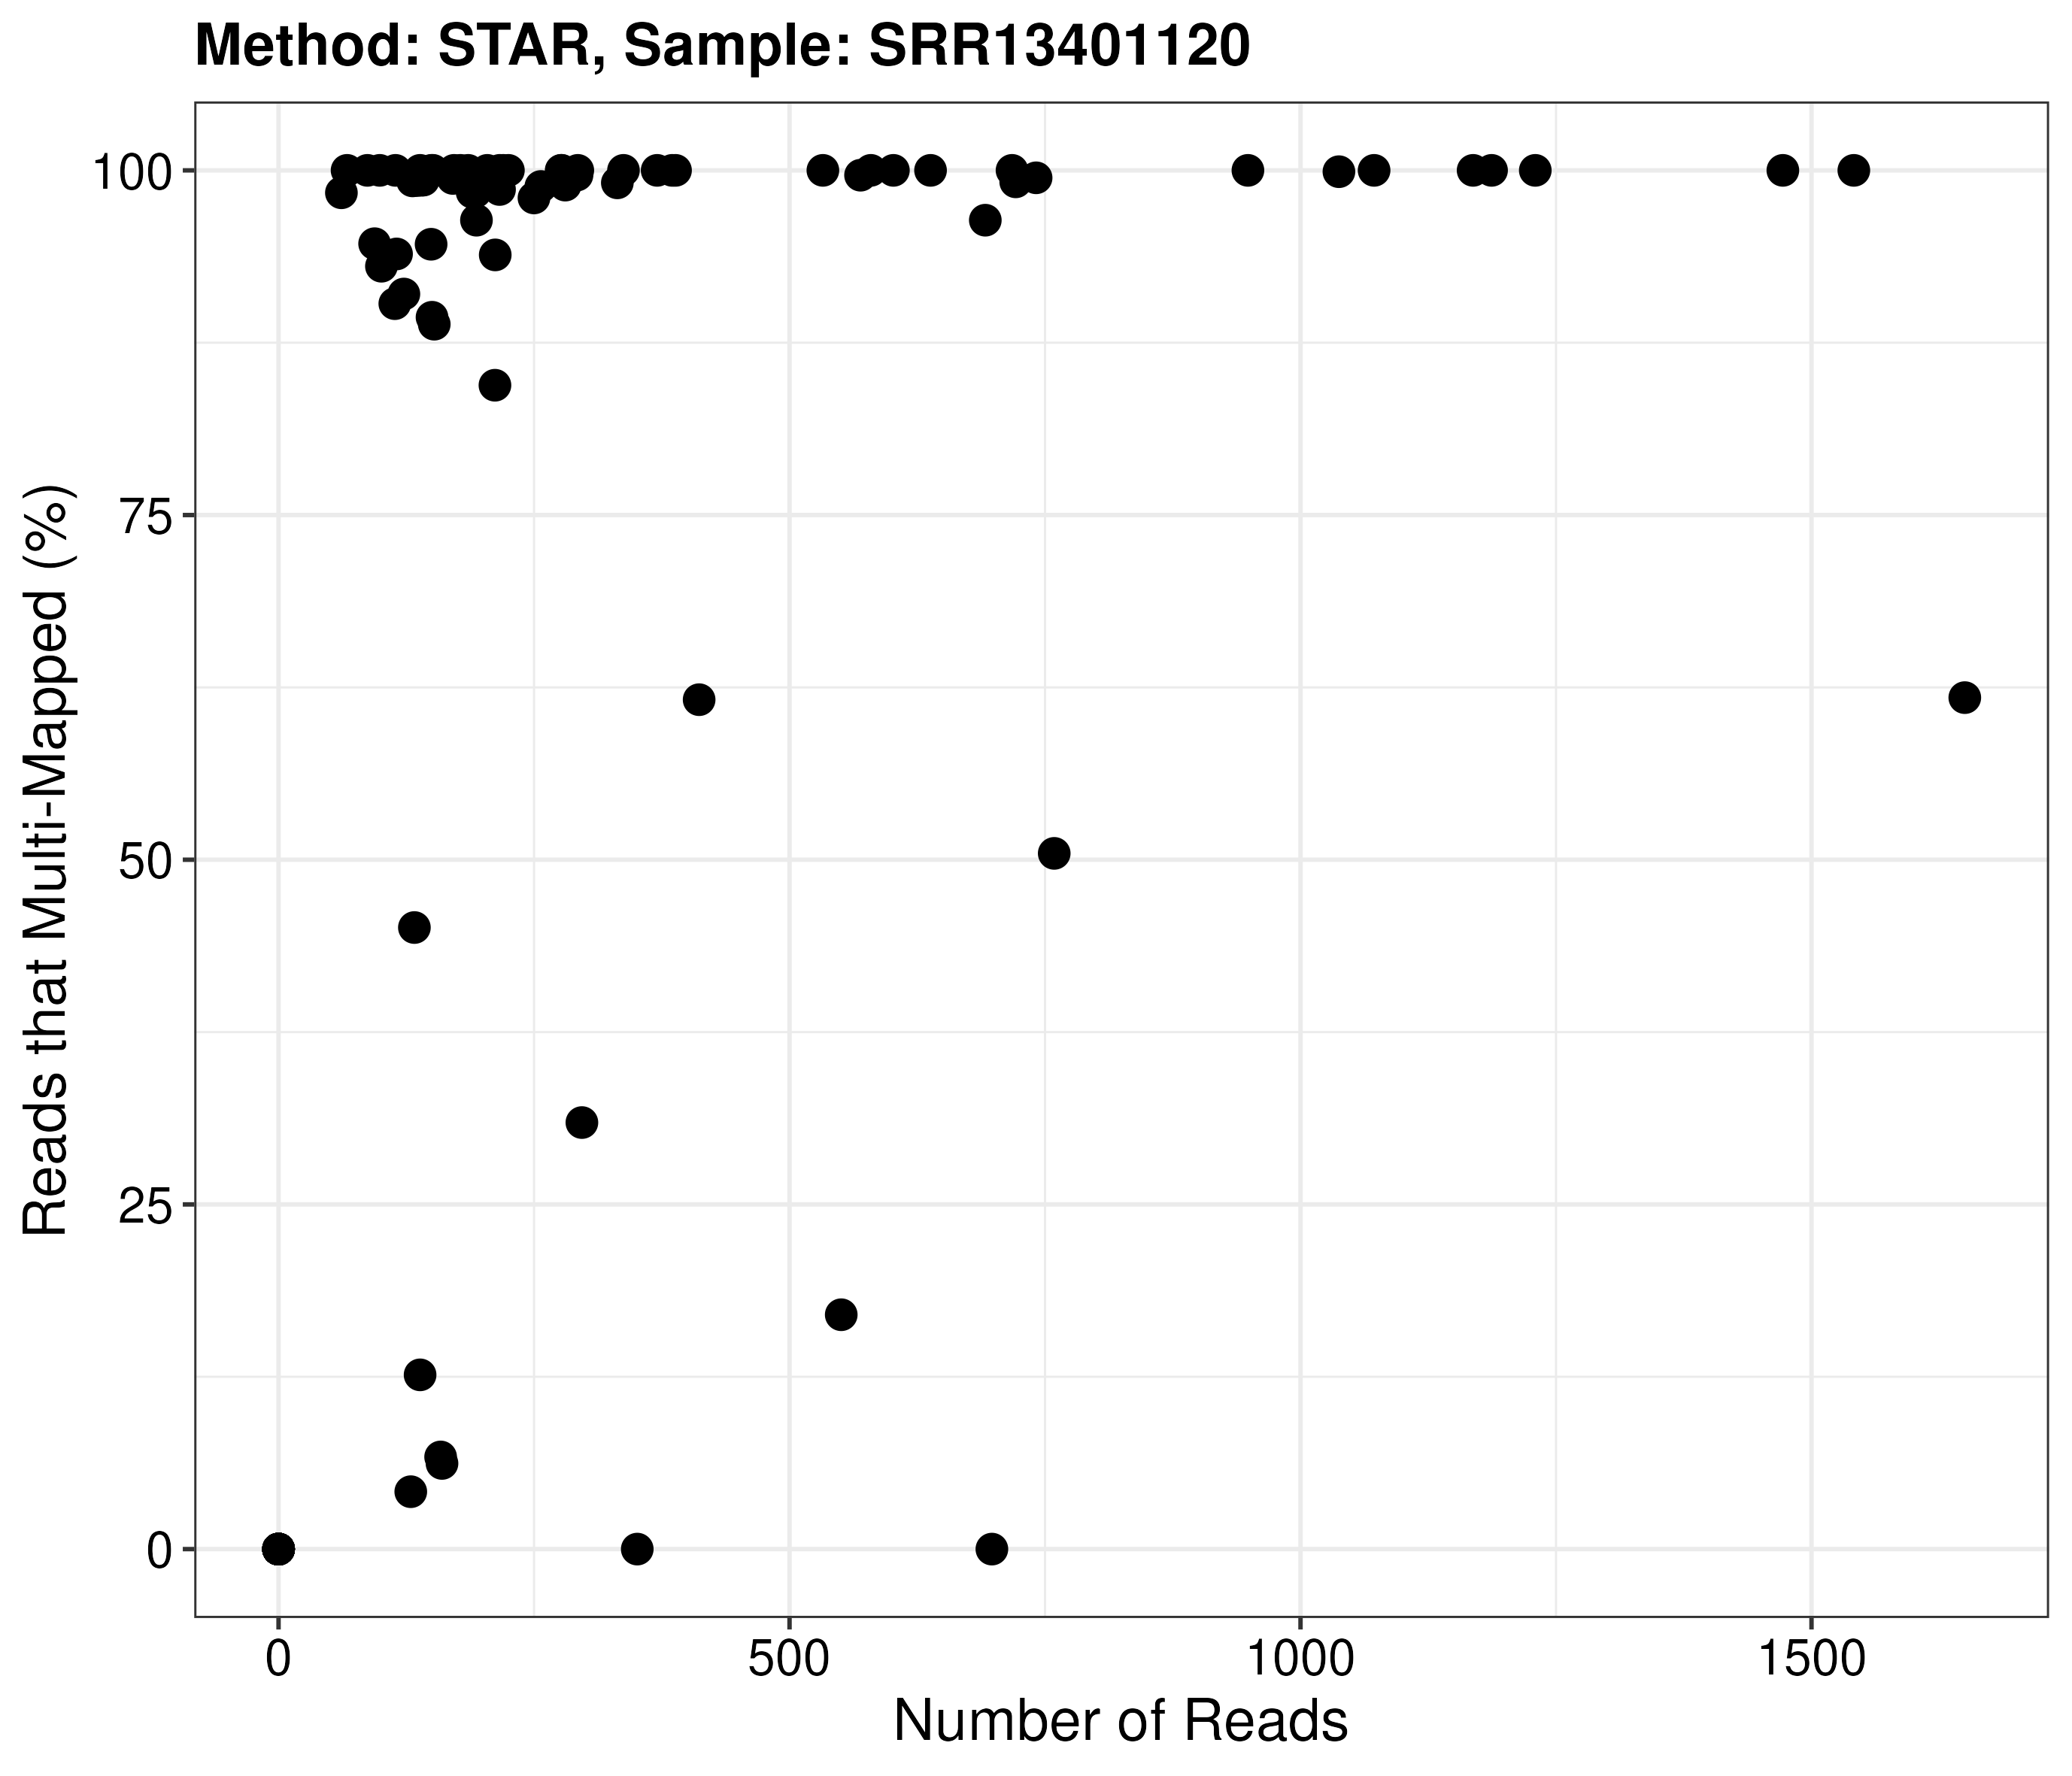 Method: STAR, Sample: SRR13401120
Reads that Multi-Mapped (%)
100
75
50
25
0
0 500 1000 1500
Number of Reads